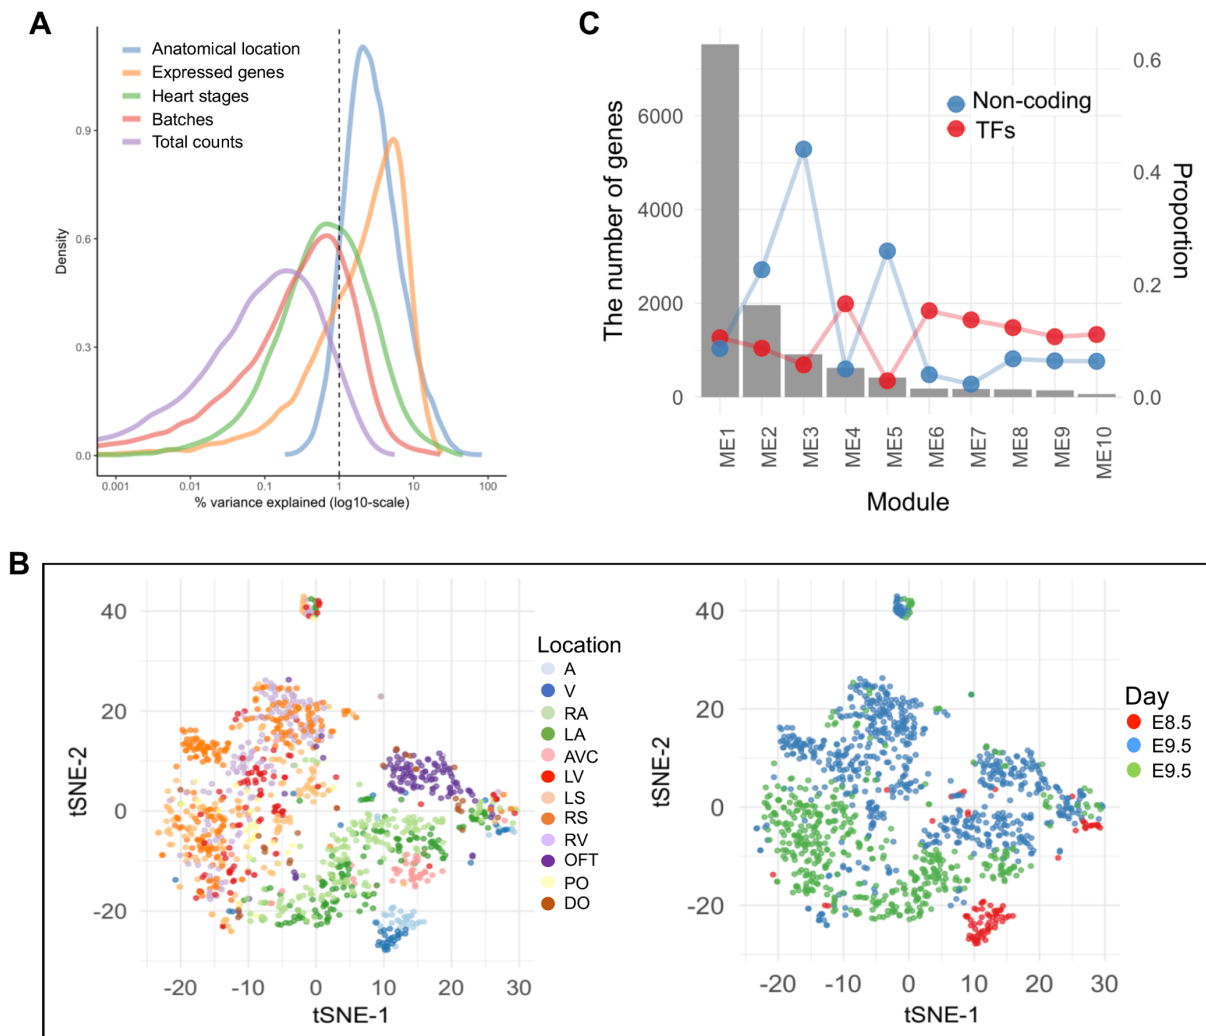 A
Anatomical location
Expressed genes
Heart stages
Batches
Total counts
0.9
0.6
0.3
0.0
Density
0.001
0.01
0.1
1
10
100
% variance explained (log10-scale)
C
Non-coding
TFs
6000
4000
2000
0
The number of genes
0.6
0.4
0.2
0.0
Proportion
ME1
ME2
ME3
ME4
ME5
ME6
ME7
ME8
ME9
ME10
Module
B
40
20
0
-20
tSNE-2
-20
-10
0
10
20
30
tSNE-1
Location
A
V
RA
LA
AVC
LV
LS
RS
RV
OFT
PO
DO
40
20
0
-20
tSNE-2
-20
-10
0
10
20
30
tSNE-1
Day
E8.5
E9.5
E9.5